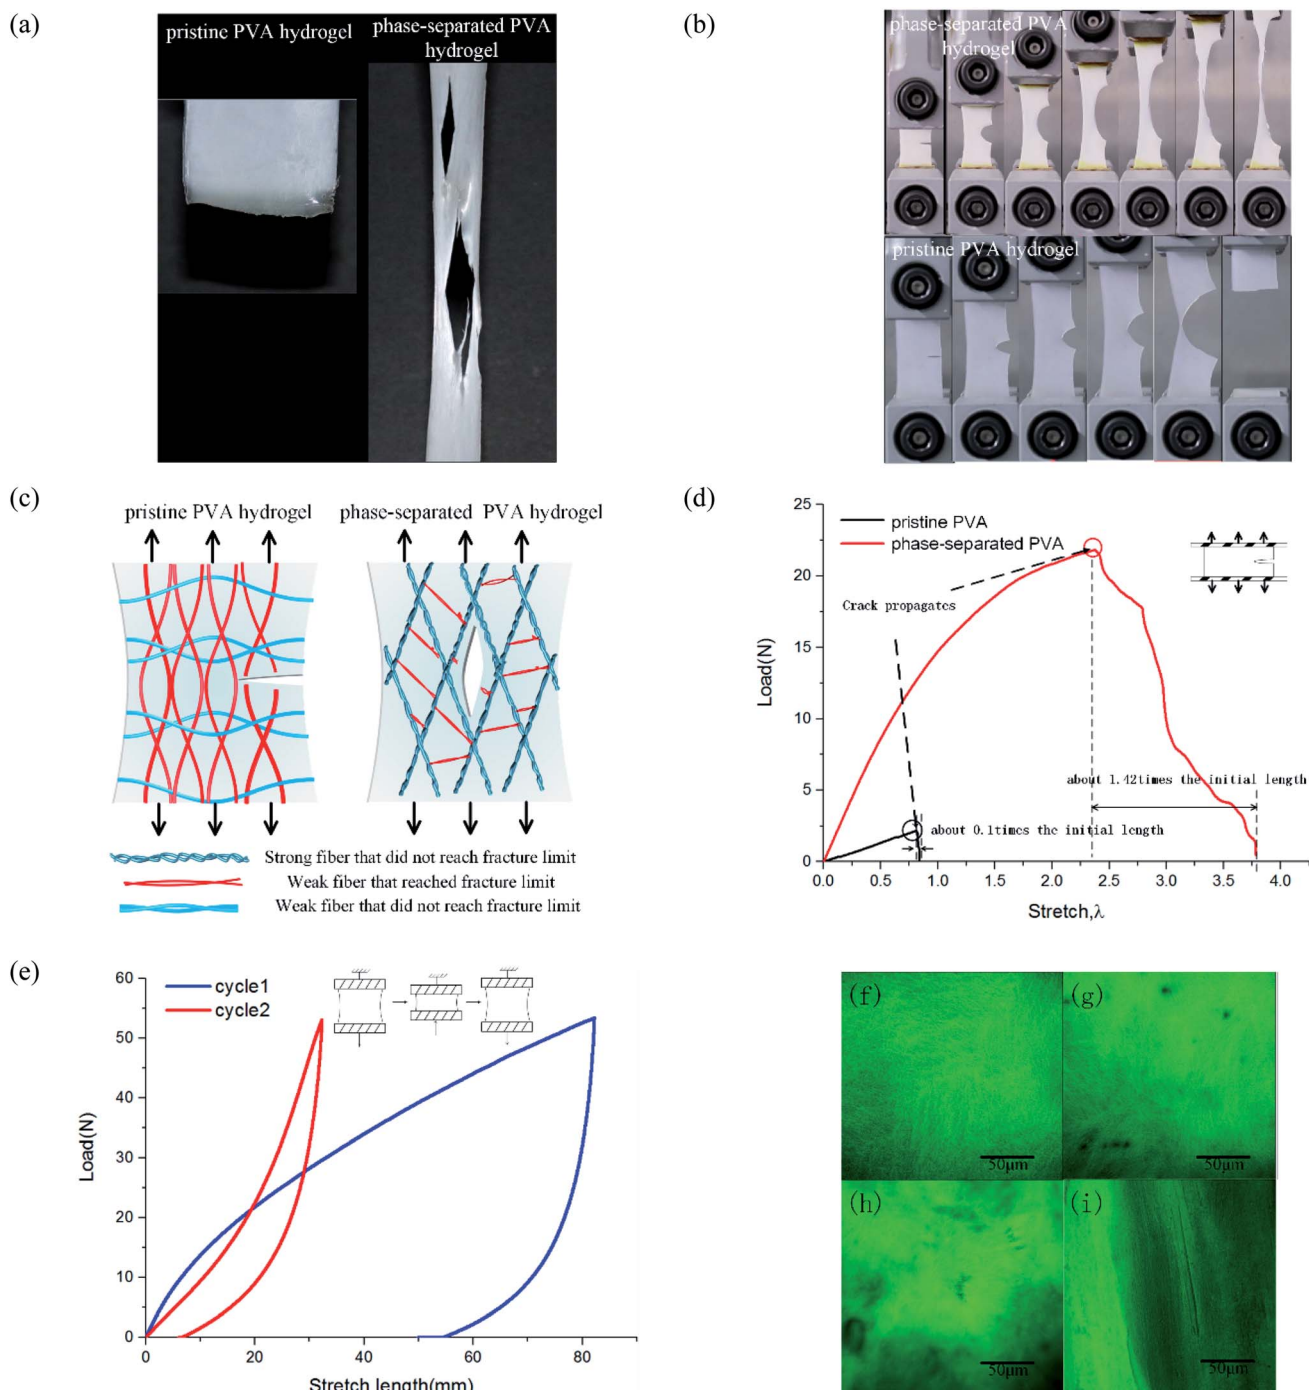 (a)
pristine PVA hydrogel
phase-separated PVA
hydrogel
(b)
phase-separated PVA
hydrogel
pristine PVA hydrogel
(c)
pristine PVA hydrogel
phase-separated PVA hydrogel
Strong fiber that did not reach fracture limit
Weak fiber that reached fracture limit
Weak fiber that did not reach fracture limit
(d)
25
20
15
10
5
0
Load(N)
pristine PVA
phase-separated PVA
Crack propagates
about 1.42times the initial length
about 0.1times the initial length
0.0 0.5 1.0 1.5 2.0 2.5 3.0 3.5 4.0
Stretch,λ
(e)
60
50
40
30
20
10
0
Load(N)
cycle1
cycle2
0 20 40 60 80
Stretch length(mm)
(f)
50μm
(g)
50μm
(h)
50μm
(i)
50μm